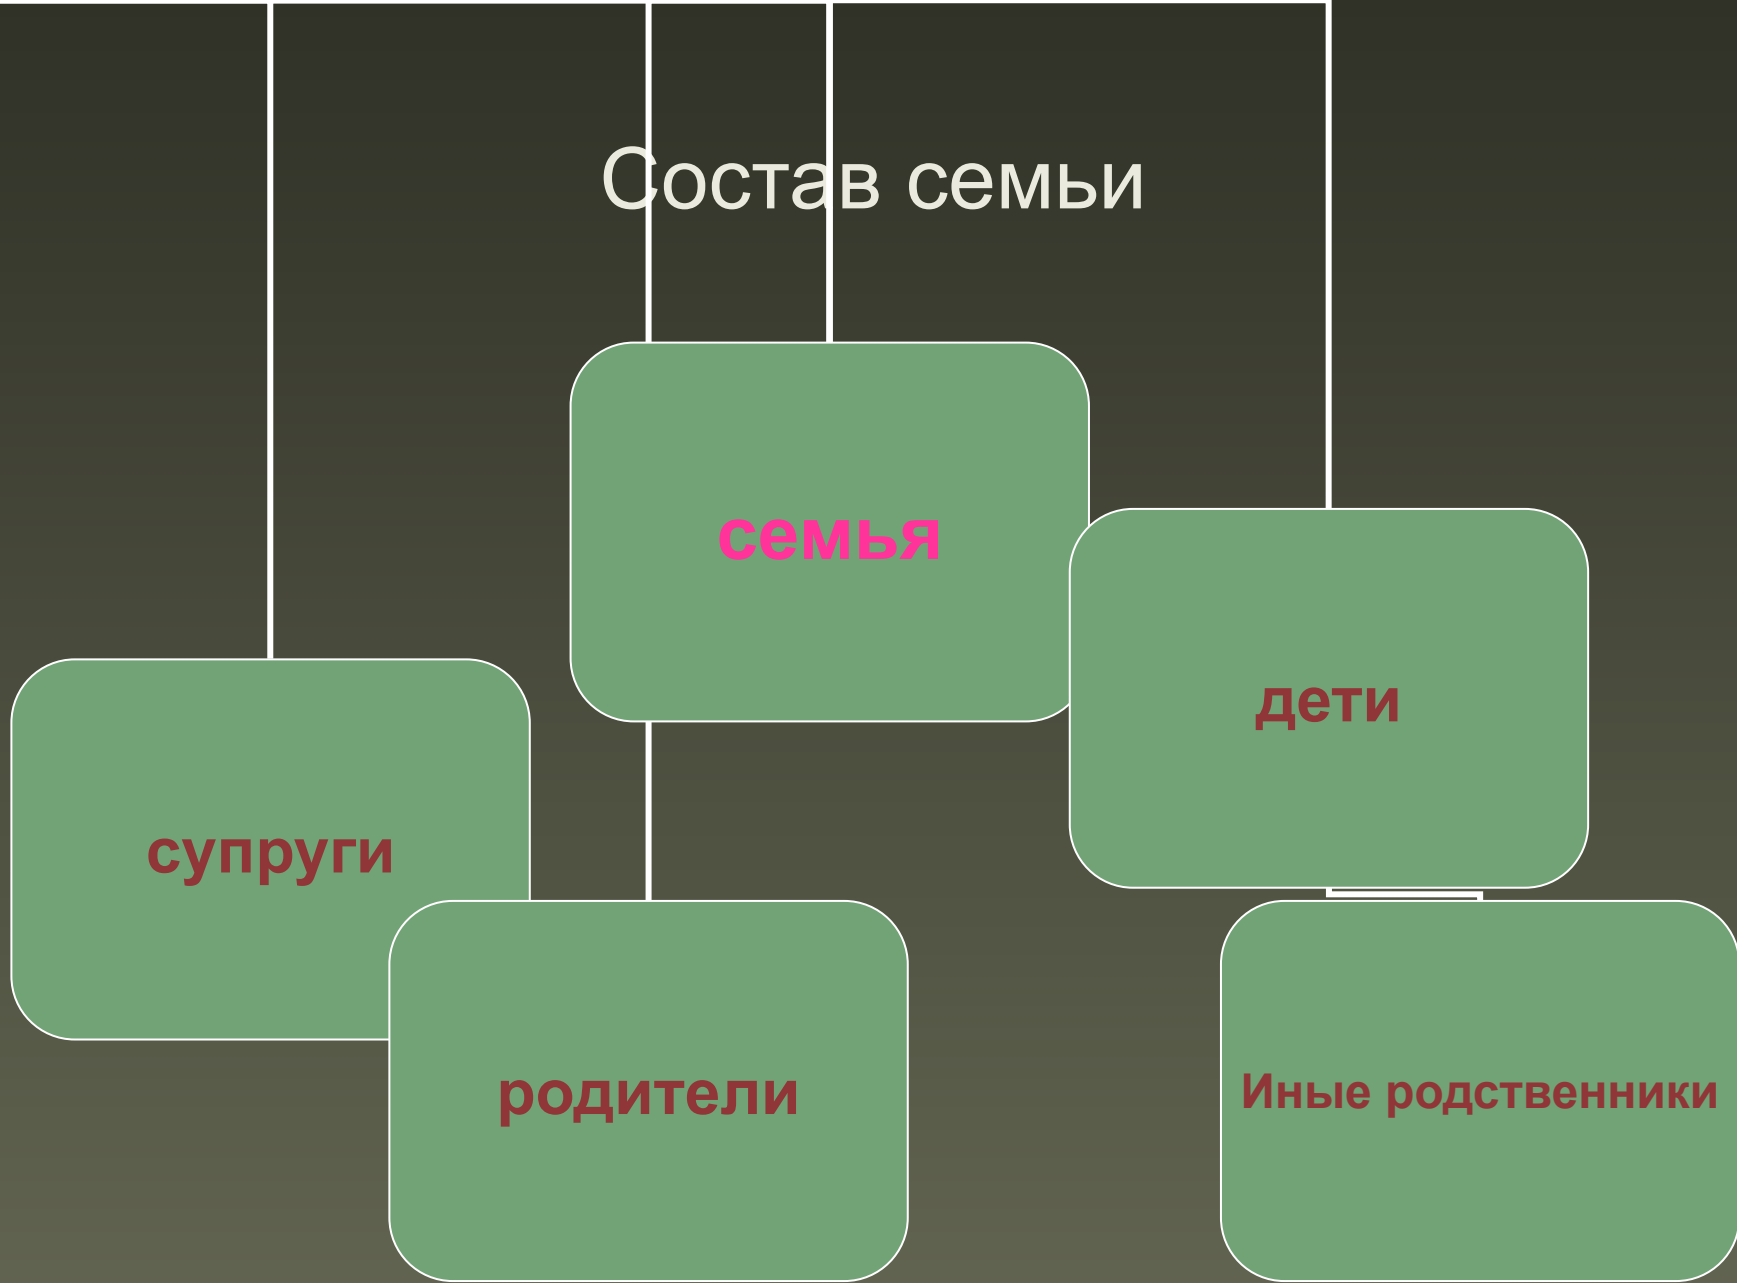 Состав семьи
семья
дети
супруги
родители
Иные родственники